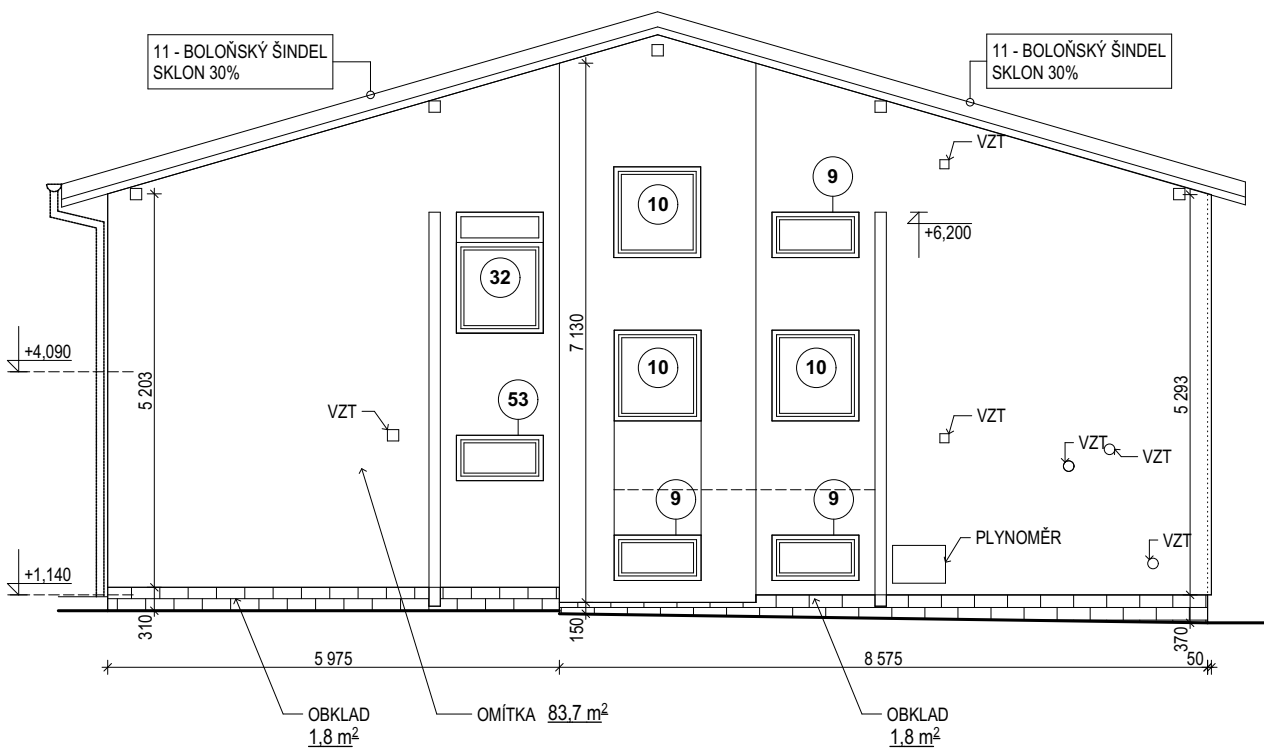 11 - BOLOŇSKÝ ŠINDEL
SKLON 30%
11 - BOLOŇSKÝ ŠINDEL
SKLON 30%
VZT
9
10
+6,200
32
7 130
+4,090
5 203
10
10
5 293
53
VZT
VZT
VZT
VZT
9
9
PLYNOMĚR
VZT
+1,140
310
150
370
5 975
8 575
50
OBKLAD
1,8 m²
OMÍTKA 83,7 m²
OBKLAD
1,8 m²